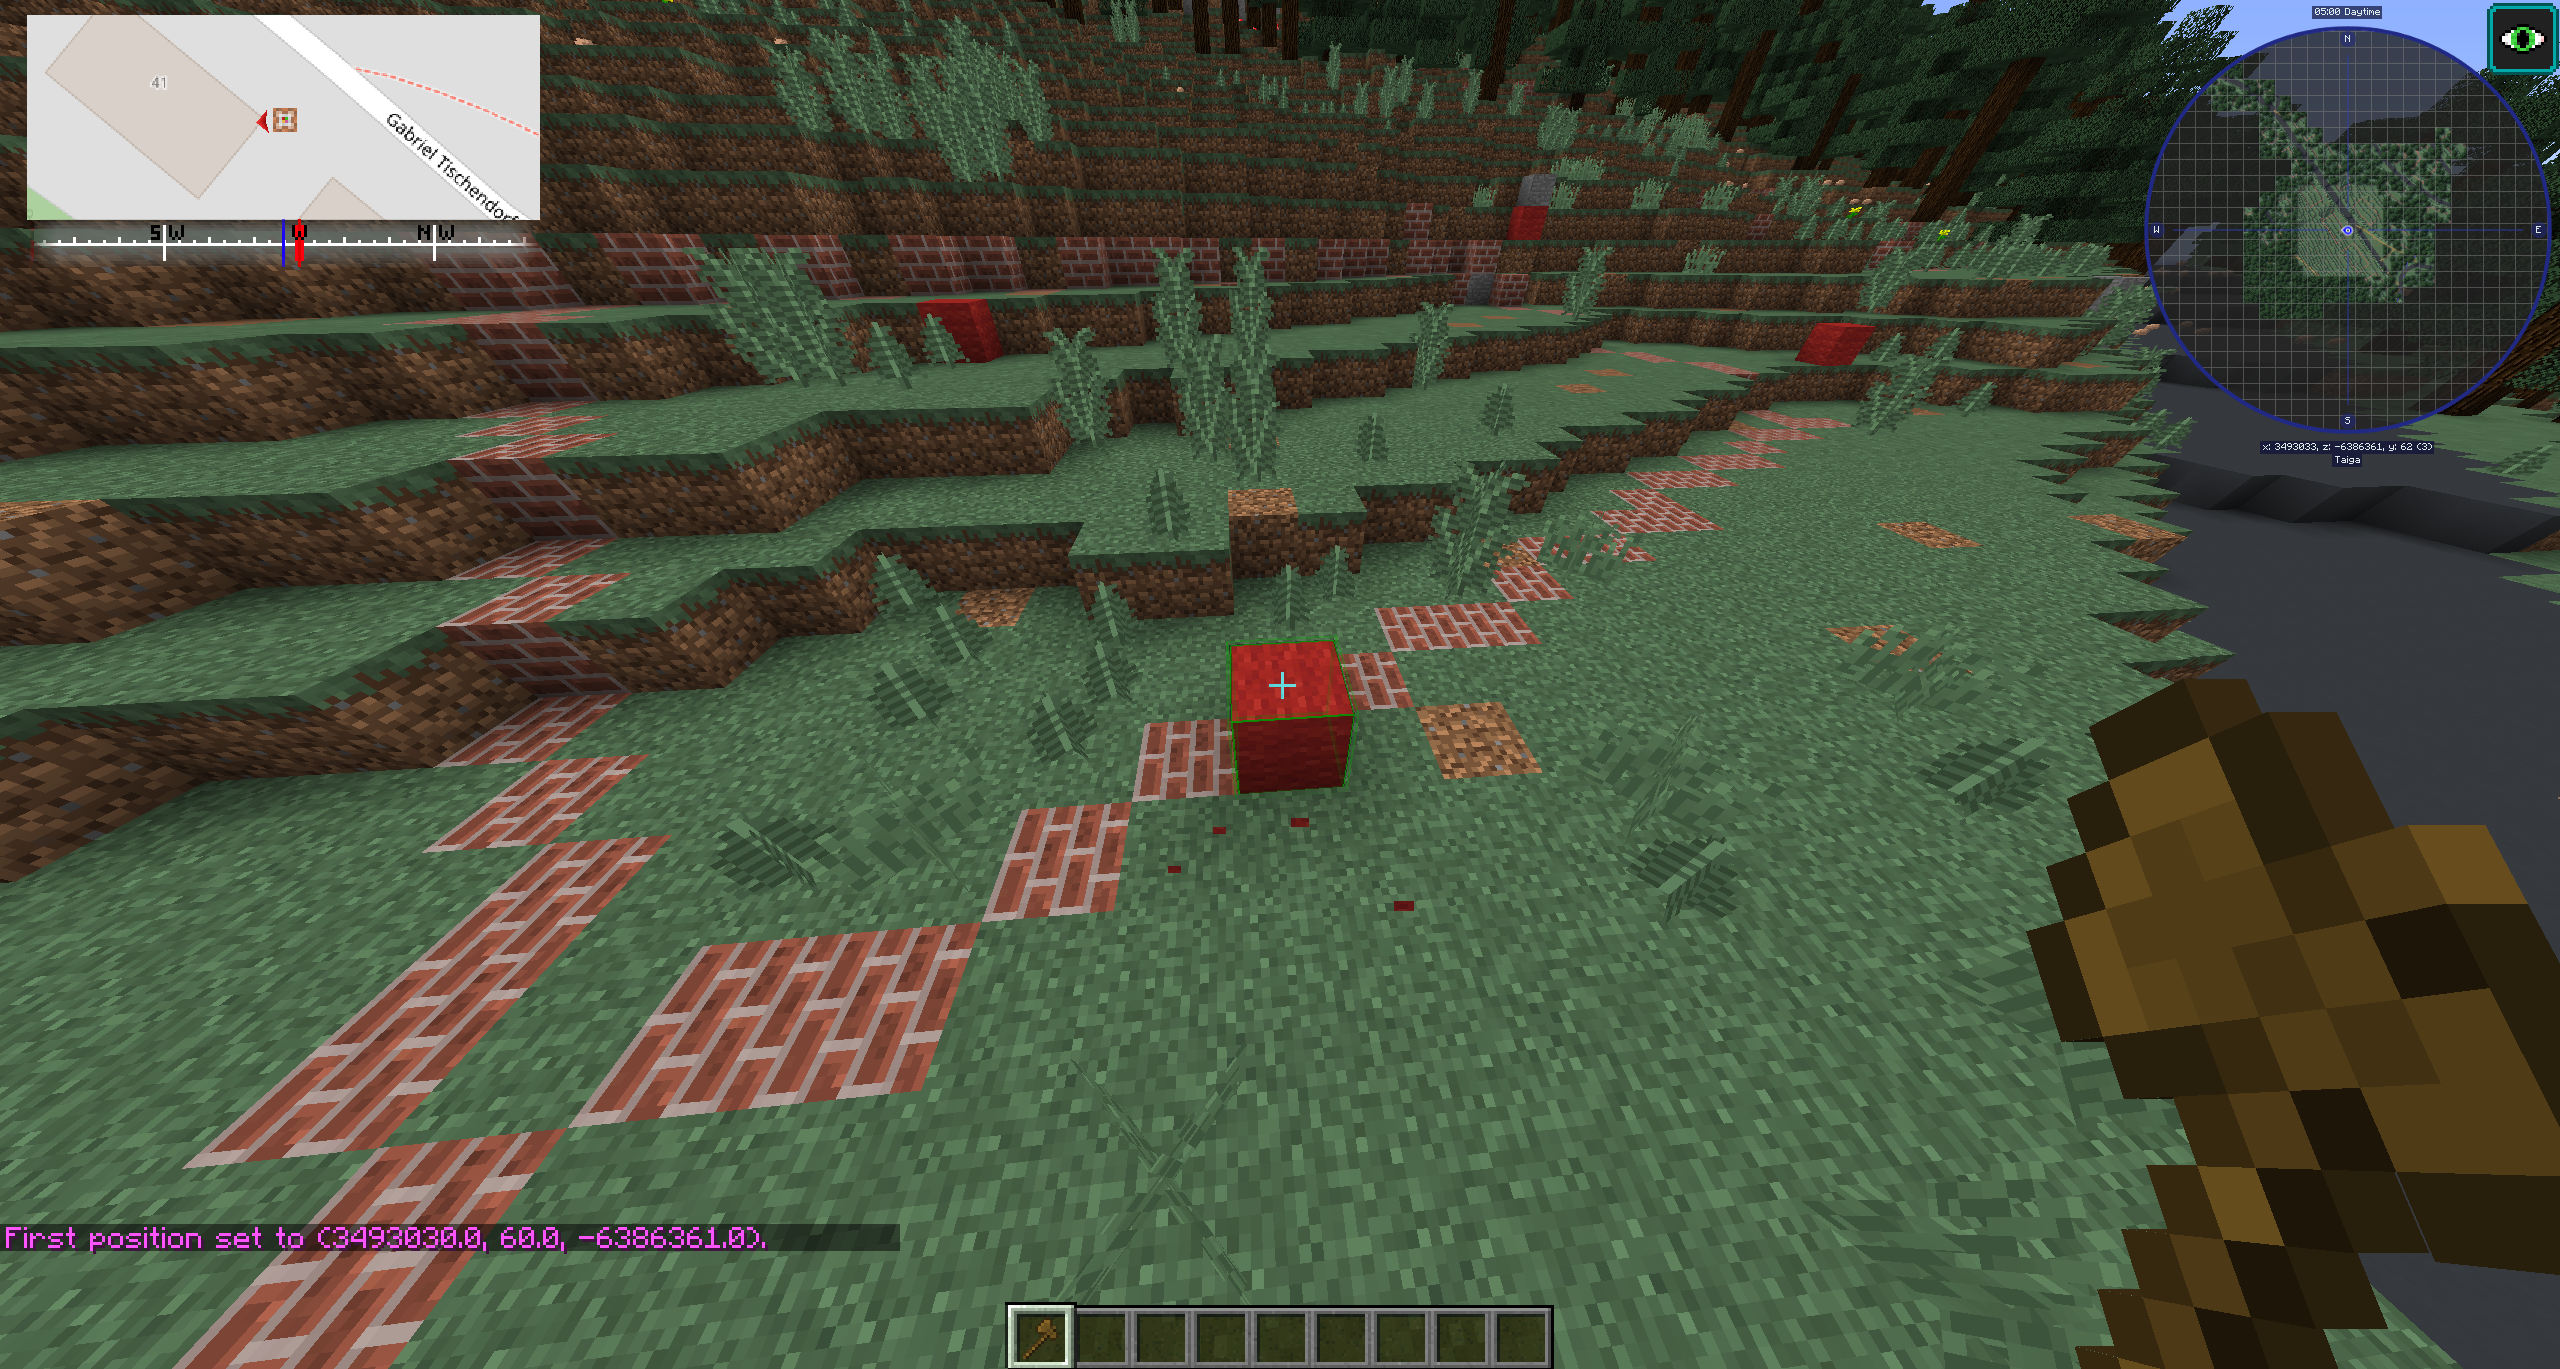 41
Gabriel Tischendorf
SW
W
NW
05:00 Daytime
N
W
E
S
x: 3493033, z: -6386361, y: 62 (3)
Taiga
First position set to (3493030.0, 60.0, -6386361.0).